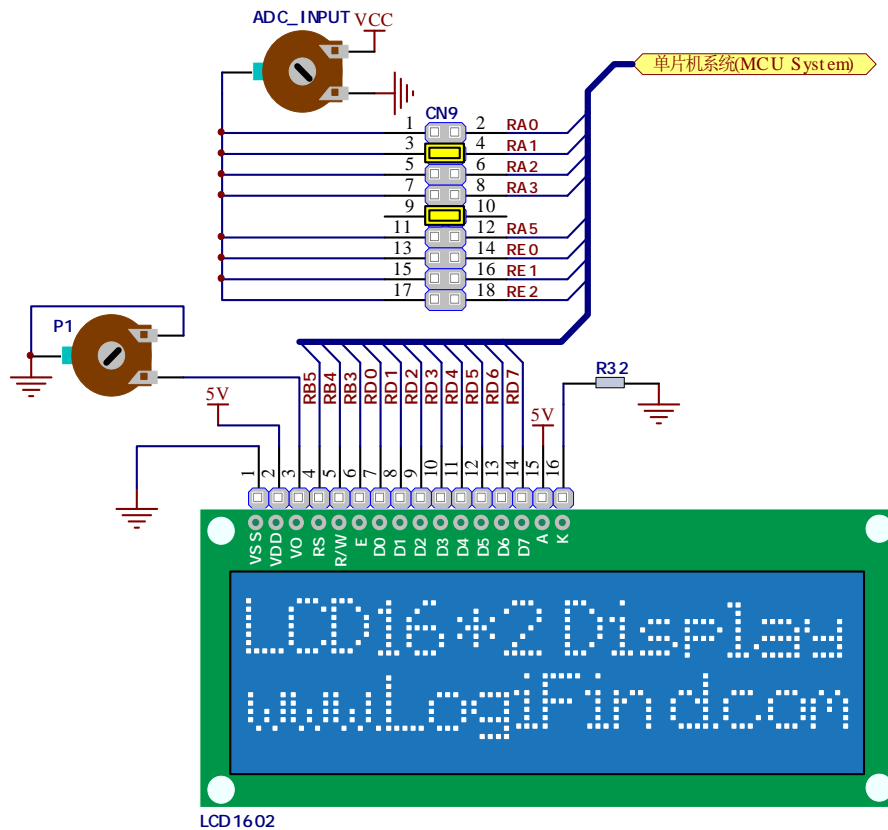 ADC_INPUT
VCC
单片机系统(MCU System)
CN9
1 2 RA0
3 4 RA1
5 6 RA2
7 8 RA3
9 10
11 12 RA5
13 14 RE0
15 16 RE1
17 18 RE2
P1
5V
RB5 RB4 RB3 RD0 RD1 RD2 RD3 RD4 RD5 RD6 RD7
R32
5V
1 2 3 4 5 6 7 8 9 10 11 12 13 14 15 16
VSS VDD VO RS R/W E D0 D1 D2 D3 D4 D5 D6 D7 A K
LCD16*2 Display
www.LogiFind.com
LCD1602